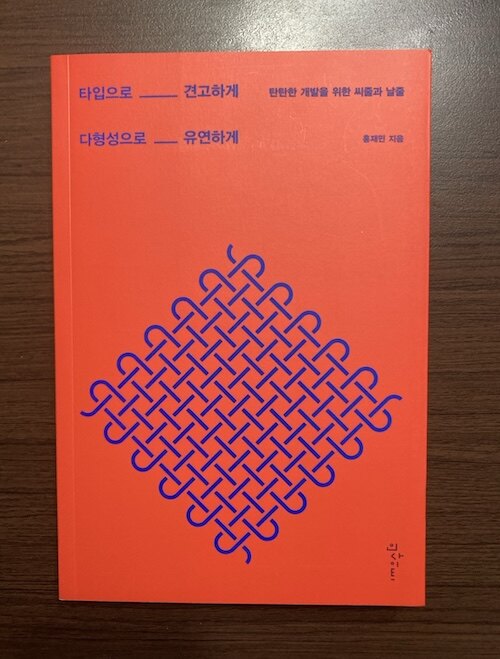 타입으로 견고하게
다형성으로 유연하게
탄탄한 개발을 위한 씨줄과 날줄
홍재민 지음
인사이트